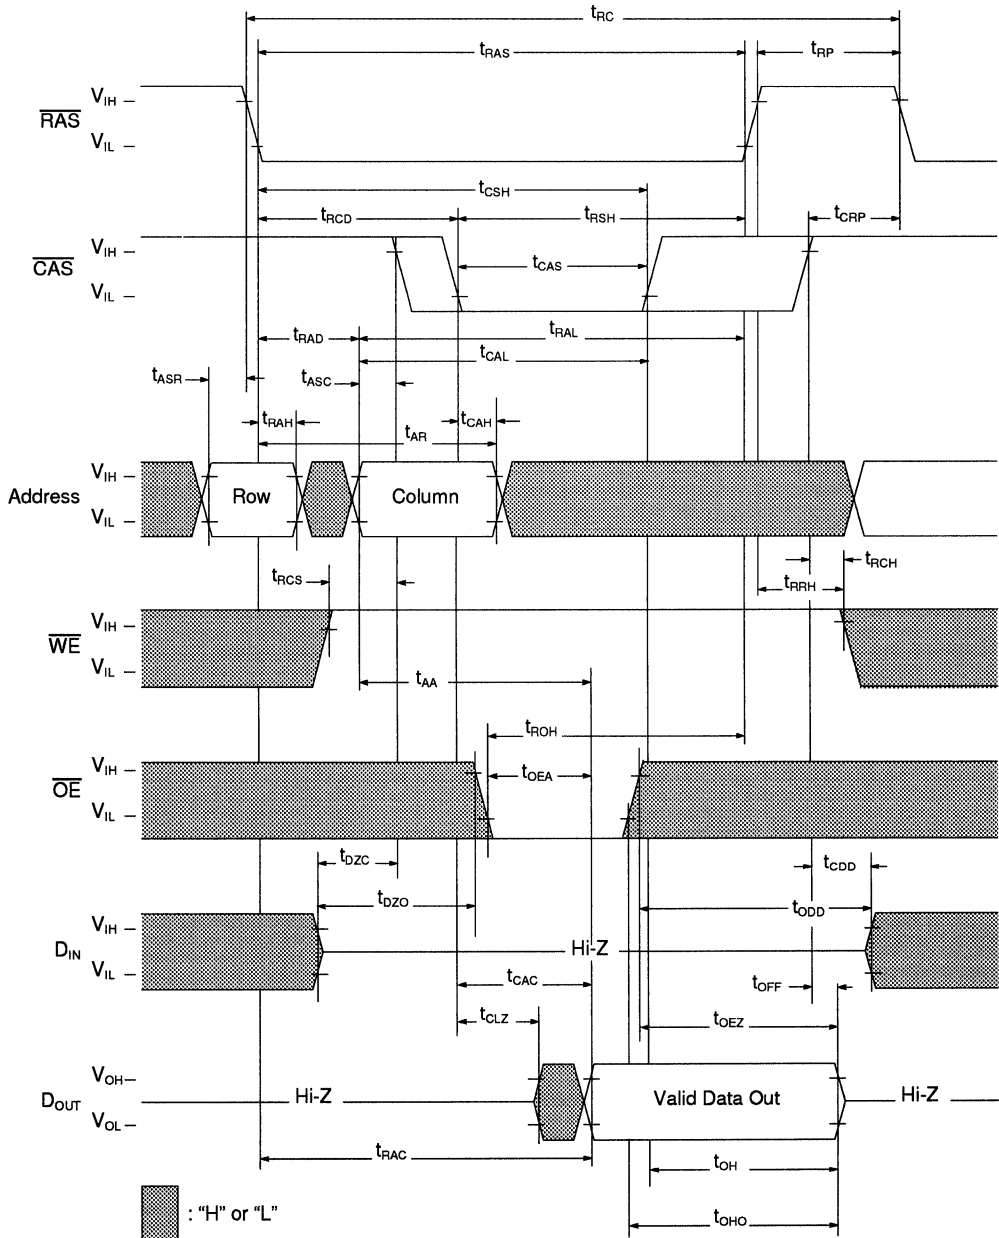 tRC
tRAS
tRP
RAS
VIH
VIL
tCSH
tRCD
tRSH
tCRP
CAS
VIH
VIL
tCAS
tRAD
tRAL
tCAL
tASR
tASC
tRAH
tCAH
tAR
Address
VIH
VIL
Row
Column
tRCS
tRCH
tRRH
WE
VIH
VIL
tAA
tROH
OE
VIH
VIL
tOEA
tDZC
tCDD
tDZO
tODD
DIN
VIH
VIL
Hi-Z
tCAC
tOFF
tCLZ
tOEZ
DOUT
VOH
VOL
Hi-Z
Valid Data Out
Hi-Z
tRAC
tOH
: “H” or “L”
tOHO